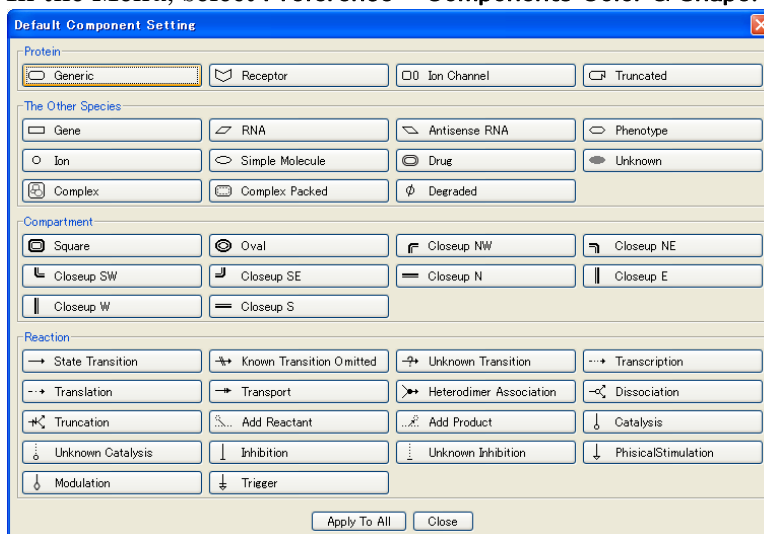 In the Menu, select Preference - Components Color & Shape.
Default Component Setting
Protein
Generic Receptor Ion Channel Truncated
The Other Species
Gene RNA Antisense RNA Phenotype
Ion Simple Molecule Drug Unknown
Complex Complex Packed Degraded
Compartment
Square Oval Closeup NW Closeup NE
Closeup SW Closeup SE Closeup N Closeup E
Closeup W Closeup S
Reaction
State Transition Known Transition Omitted Unknown Transition Transcription
Translation Transport Heterodimer Association Dissociation
Truncation Add Reactant Add Product Catalysis
Unknown Catalysis Inhibition Unknown Inhibition PhisicalStimulation
Modulation Trigger
Apply To All Close